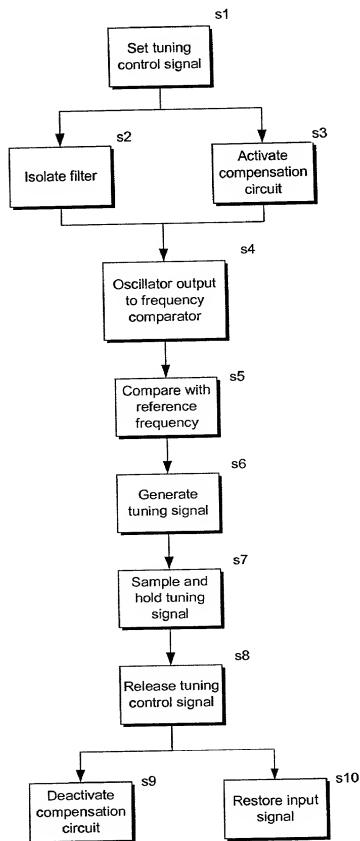 s1
Set tuning
control signal
s2
Isolate filter
s3
Activate
compensation
circuit
s4
Oscillator output
to frequency
comparator
s5
Compare with
reference
frequency
s6
Generate
tuning signal
s7
Sample and
hold tuning
signal
s8
Release tuning
control signal
s9
Deactivate
compensation
circuit
s10
Restore input
signal